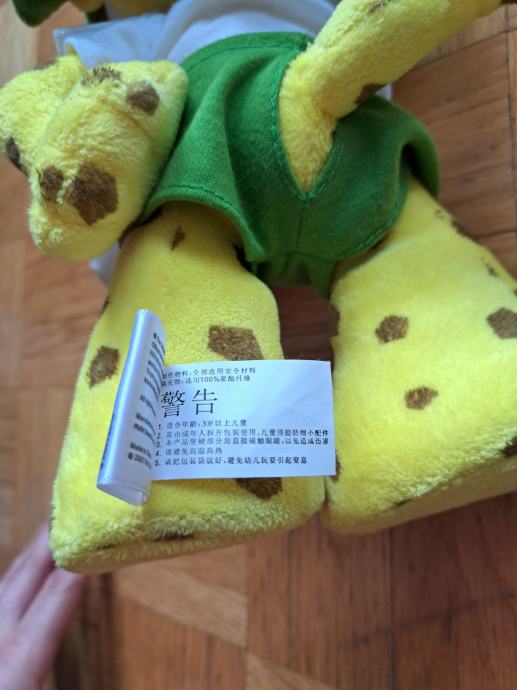 制作物料：全部选用安全材料
填充物：选用100%聚酯纤维
警告
1. 适合年龄：3岁以上儿童
2. 需由成年人拆开包装使用，儿童须提防细小配件
3. 本产品坚硬部分勿直接碰触眼睛，以免造成伤害
4. 请避免高温高热
5. 请把包装袋放好，避免幼儿玩耍引起窒息